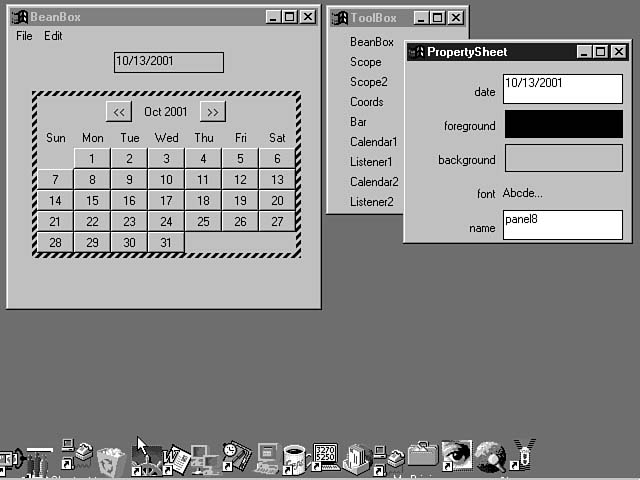 BeanBox
File Edit
10/13/2001
<< Oct 2001 >>
Sun Mon Tue Wed Thu Fri Sat
1 2 3 4 5 6
7 8 9 10 11 12 13
14 15 16 17 18 19 20
21 22 23 24 25 26 27
28 29 30 31
ToolBox
BeanBox
Scope
Scope2
Coords
Bar
Calendar1
Listener1
Calendar2
Listener2
PropertySheet
date 10/13/2001
foreground
background
font Abcde...
name panel8
3270
5250